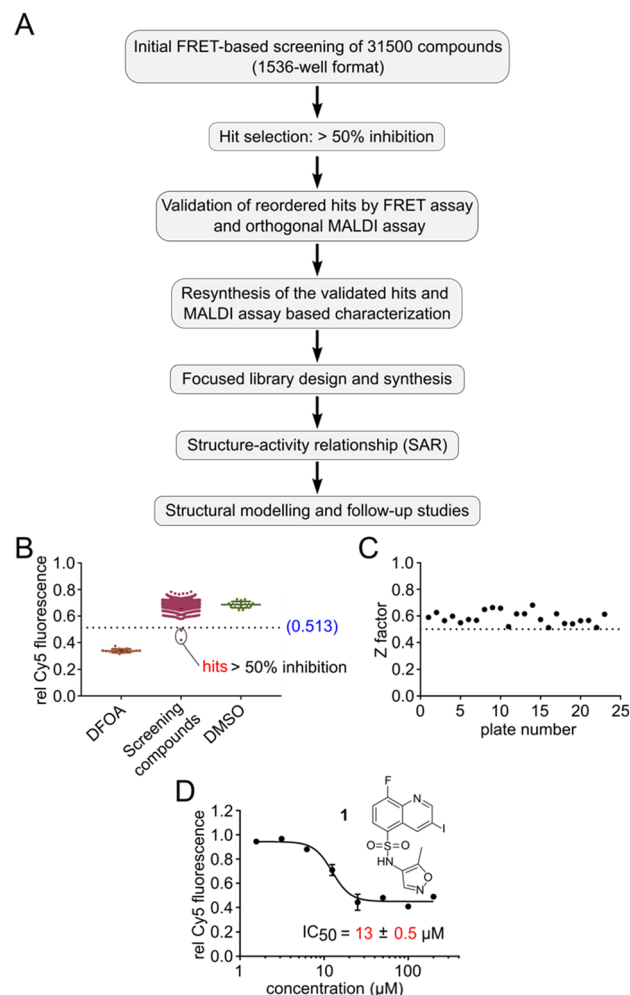 A
Initial FRET-based screening of 31500 compounds
(1536-well format)
Hit selection: > 50% inhibition
Validation of reordered hits by FRET assay
and orthogonal MALDI assay
Resynthesis of the validated hits and
MALDI assay based characterization
Focused library design and synthesis
Structure-activity relationship (SAR)
Structural modelling and follow-up studies
B
rel Cy5 fluorescence
1.0
0.8
0.6
0.4
0.2
0.0
(0.513)
hits > 50% inhibition
DFOA
Screening
compounds
DMSO
C
Z factor
1.0
0.8
0.6
0.4
0.2
0.0
0 5 10 15 20 25
plate number
D
rel Cy5 fluorescence
1.2
1.0
0.8
0.6
0.4
0.2
0.0
1 10 100
concentration (µM)
1
F
N
I
O=S=O
HN
O
N
IC50 = 13 ± 0.5 µM